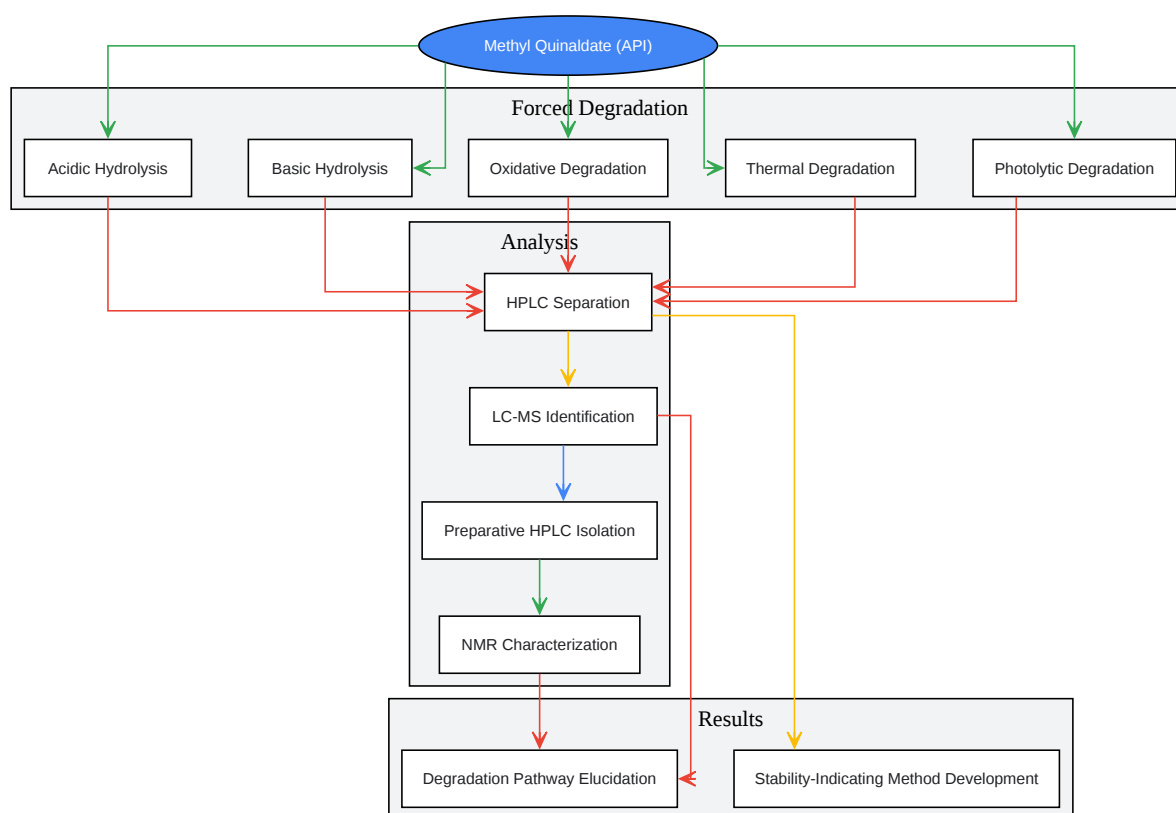 Methyl Quinaldate (API)
Forced Degradation
Acidic Hydrolysis
Basic Hydrolysis
Oxidative Degradation
Thermal Degradation
Photolytic Degradation
Analysis
HPLC Separation
LC-MS Identification
Preparative HPLC Isolation
NMR Characterization
Results
Degradation Pathway Elucidation
Stability-Indicating Method Development